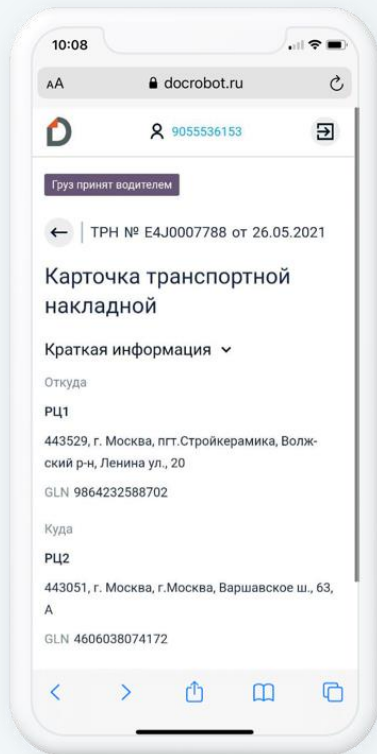 10:08
AA docrobot.ru
9055536153
Груз принят водителем
ТРН № E4J0007788 от 26.05.2021
Карточка транспортной
накладной
Краткая информация
Откуда
РЦ1
443529, г. Москва, пгт.Стройкерамика, Волж-
ский р-н, Ленина ул., 20
GLN 9864232588702
Куда
РЦ2
443051, г. Москва, г.Москва, Варшавское ш., 63,
А
GLN 4606038074172